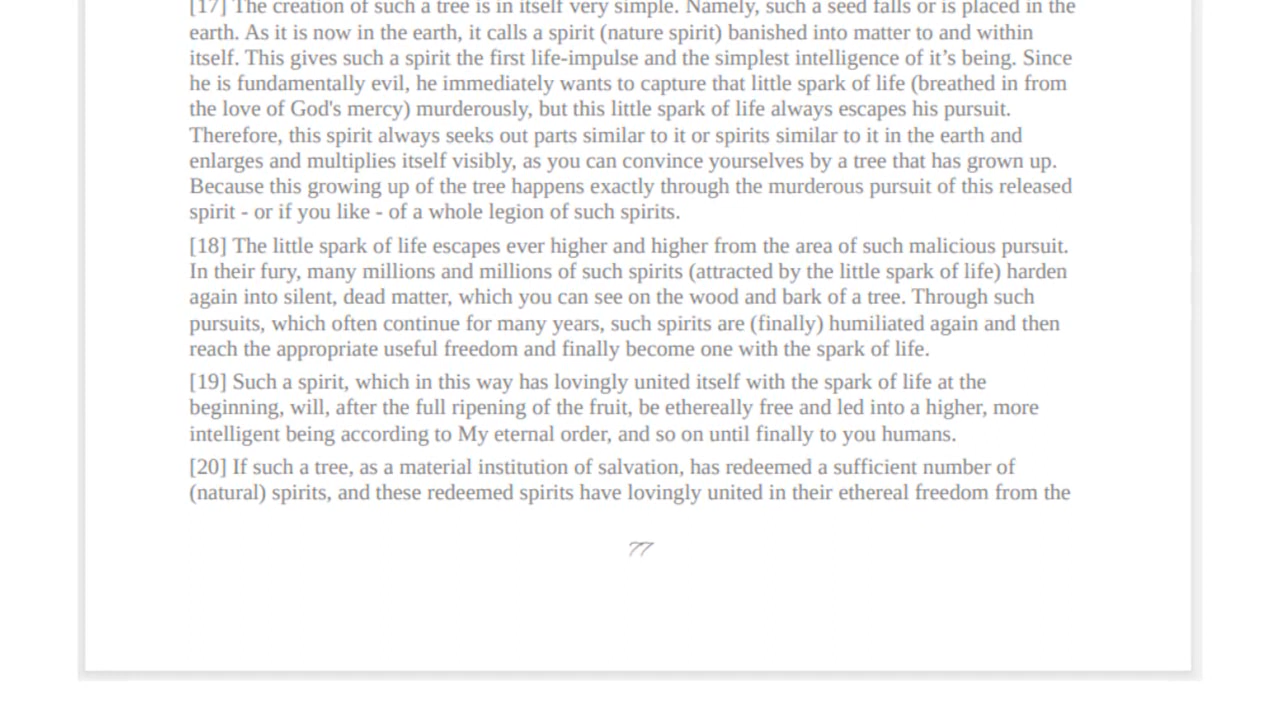 [17] The creation of such a tree is in itself very simple. Namely, such a seed falls or is placed in the
earth. As it is now in the earth, it calls a spirit (nature spirit) banished into matter to and within
itself. This gives such a spirit the first life-impulse and the simplest intelligence of it’s being. Since
he is fundamentally evil, he immediately wants to capture that little spark of life (breathed in from
the love of God's mercy) murderously, but this little spark of life always escapes his pursuit.
Therefore, this spirit always seeks out parts similar to it or spirits similar to it in the earth and
enlarges and multiplies itself visibly, as you can convince yourselves by a tree that has grown up.
Because this growing up of the tree happens exactly through the murderous pursuit of this released
spirit - or if you like - of a whole legion of such spirits.
[18] The little spark of life escapes ever higher and higher from the area of such malicious pursuit.
In their fury, many millions and millions of such spirits (attracted by the little spark of life) harden
again into silent, dead matter, which you can see on the wood and bark of a tree. Through such
pursuits, which often continue for many years, such spirits are (finally) humiliated again and then
reach the appropriate useful freedom and finally become one with the spark of life.
[19] Such a spirit, which in this way has lovingly united itself with the spark of life at the
beginning, will, after the full ripening of the fruit, be ethereally free and led into a higher, more
intelligent being according to My eternal order, and so on until finally to you humans.
[20] If such a tree, as a material institution of salvation, has redeemed a sufficient number of
(natural) spirits, and these redeemed spirits have lovingly united in their ethereal freedom from the
77